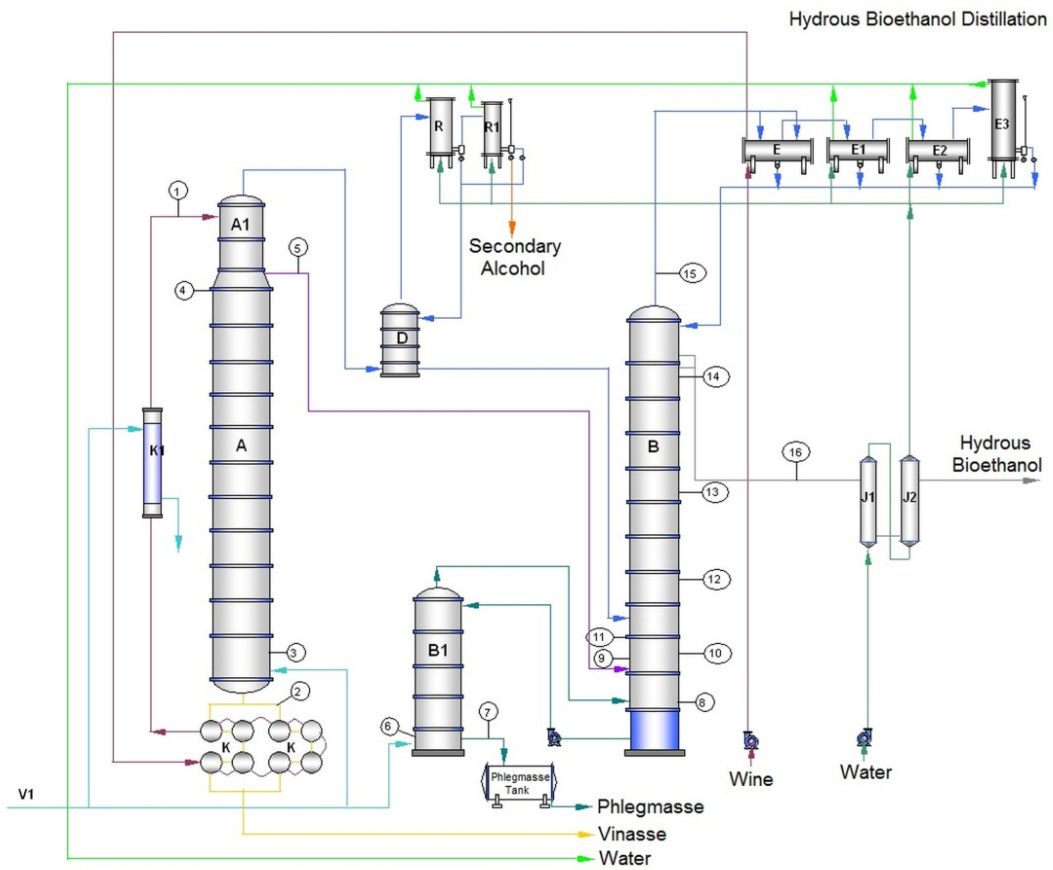 Hydrous Bioethanol Distillation
R
R1
E
E1
E2
E3
1
A1
5
Secondary
Alcohol
15
4
D
14
K1
A
B
16
Hydrous
Bioethanol
13
J1
J2
12
11
B1
3
9
10
2
8
6
7
K
K
Wine
Water
Phlegmasse
Tank
V1
Phlegmasse
Vinasse
Water